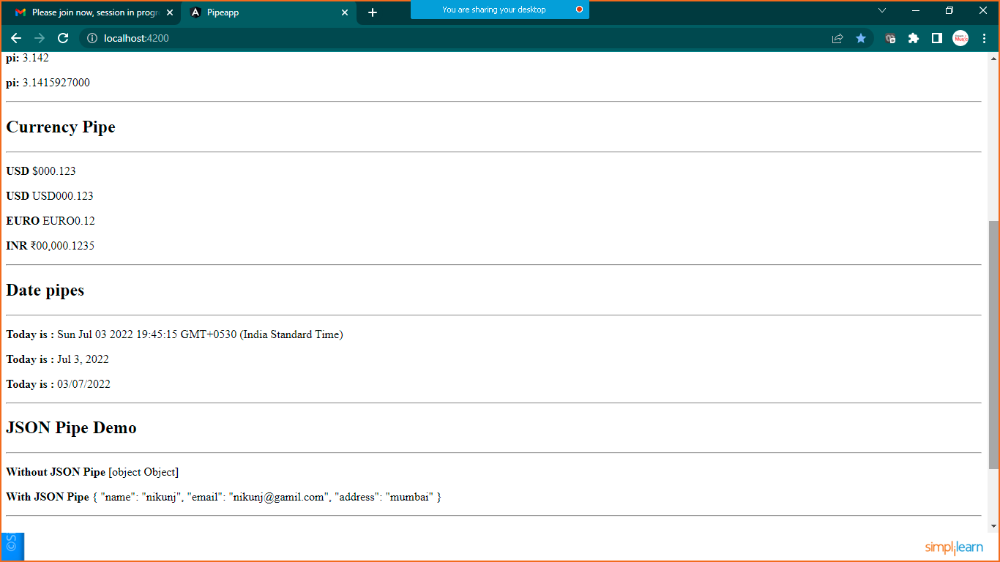 Please join now, session in progr
Pipeapp
You are sharing your desktop
localhost:4200
pi: 3.142
pi: 3.1415927000
Currency Pipe
USD $000.123
USD USD000.123
EURO EURO0.12
INR ₹00,000.1235
Date pipes
Today is : Sun Jul 03 2022 19:45:15 GMT+0530 (India Standard Time)
Today is : Jul 3, 2022
Today is : 03/07/2022
JSON Pipe Demo
Without JSON Pipe [object Object]
With JSON Pipe { "name": "nikunj", "email": "nikunj@gamil.com", "address": "mumbai" }
©S
simplilearn